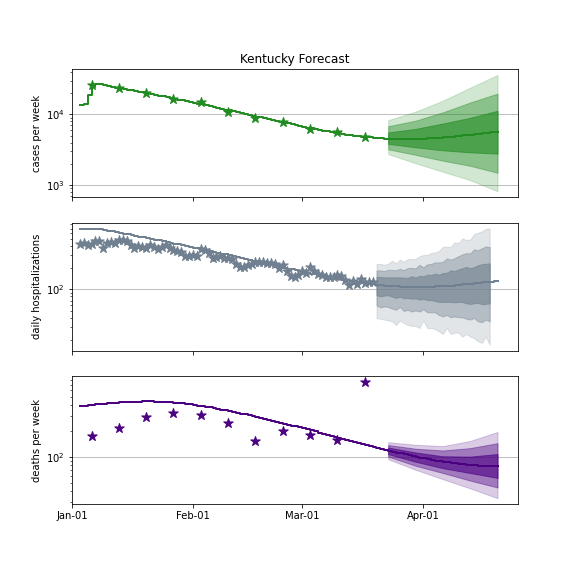 Kentucky Forecast
cases per week
10⁴
10³
daily hospitalizations
10²
deaths per week
10²
Jan-01 Feb-01 Mar-01 Apr-01